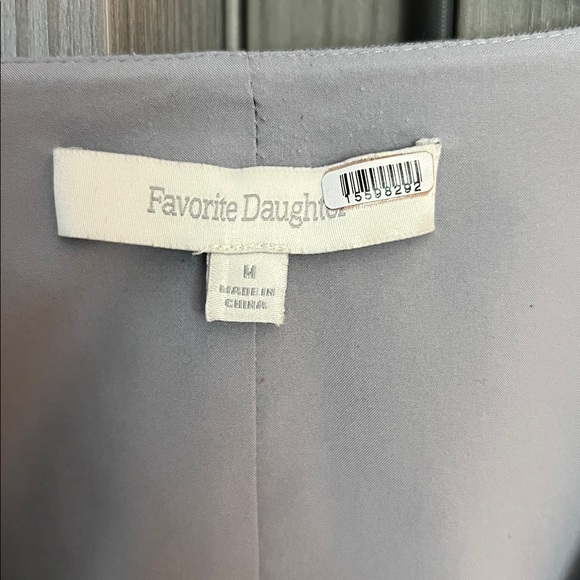 Favorite Daughter
15598292
M
MADE IN
CHINA